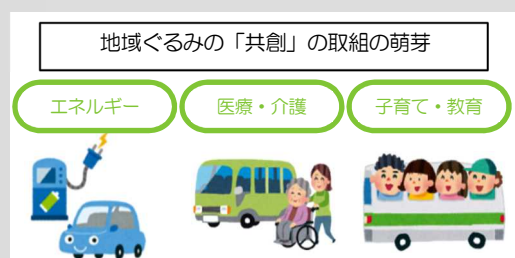 地域ぐるみの「共創」の取組の萌芽
エネルギー
医療・介護
子育て・教育